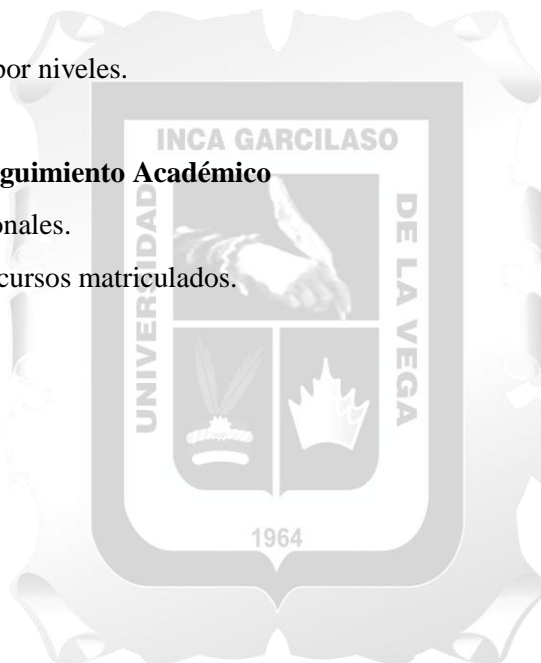 por niveles.
INCA GARCILASO
guimiento Académico
UNIVERSIDAD
DE LA VEGA
onales.
cursos matriculados.
1964